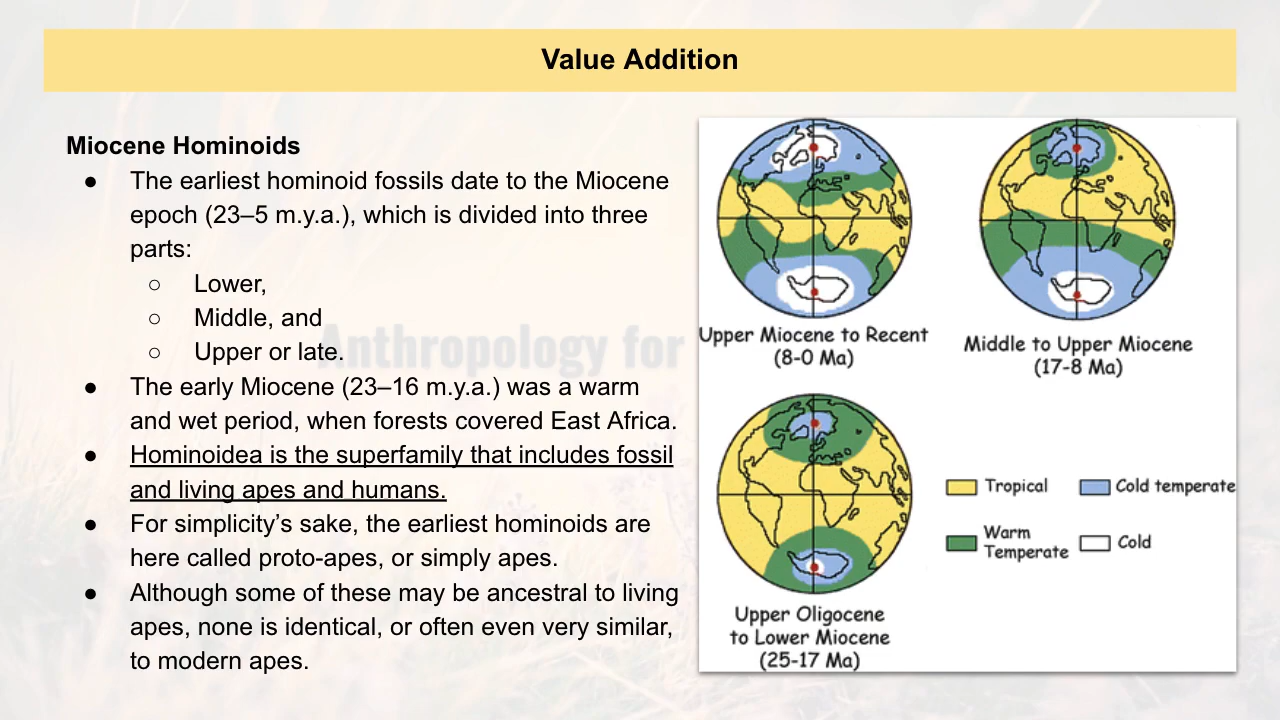 Value Addition
Miocene Hominoids
● The earliest hominoid fossils date to the Miocene
epoch (23–5 m.y.a.), which is divided into three
parts:
○ Lower,
○ Middle, and
○ Upper or late.
● The early Miocene (23–16 m.y.a.) was a warm
and wet period, when forests covered East Africa.
● Hominoidea is the superfamily that includes fossil
and living apes and humans.
● For simplicity’s sake, the earliest hominoids are
here called proto-apes, or simply apes.
● Although some of these may be ancestral to living
apes, none is identical, or often even very similar,
to modern apes.
Anthropology for
Upper Miocene to Recent
(8-0 Ma)
Middle to Upper Miocene
(17-8 Ma)
Upper Oligocene
to Lower Miocene
(25-17 Ma)
Tropical
Cold temperate
Warm
Temperate
Cold